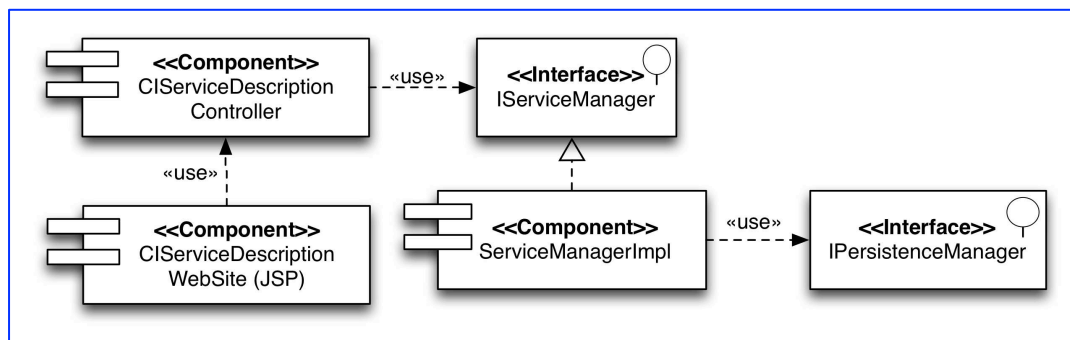 <<Component>>
CIServiceDescription
Controller
«use»
<<Interface>>
IServiceManager
«use»
<<Component>>
CIServiceDescription
WebSite (JSP)
<<Component>>
ServiceManagerImpl
«use»
<<Interface>>
IPersistenceManager